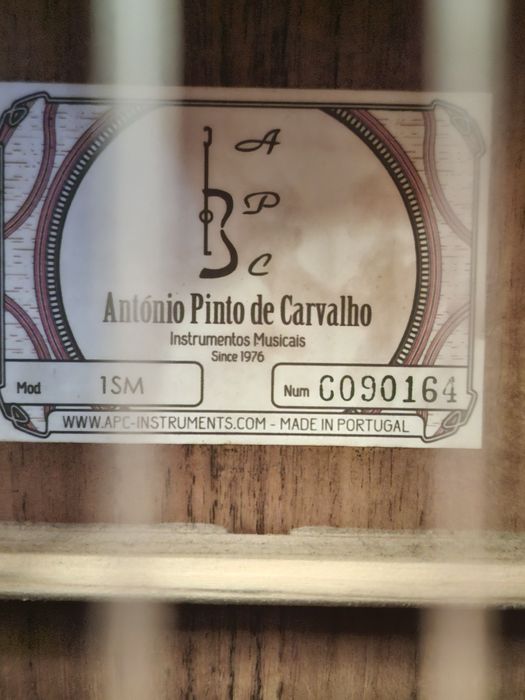 A
P
C
António Pinto de Carvalho
Instrumentos Musicais
Since 1976
Mod 1SM
Num C090164
WWW.APC-INSTRUMENTS.COM - MADE IN PORTUGAL